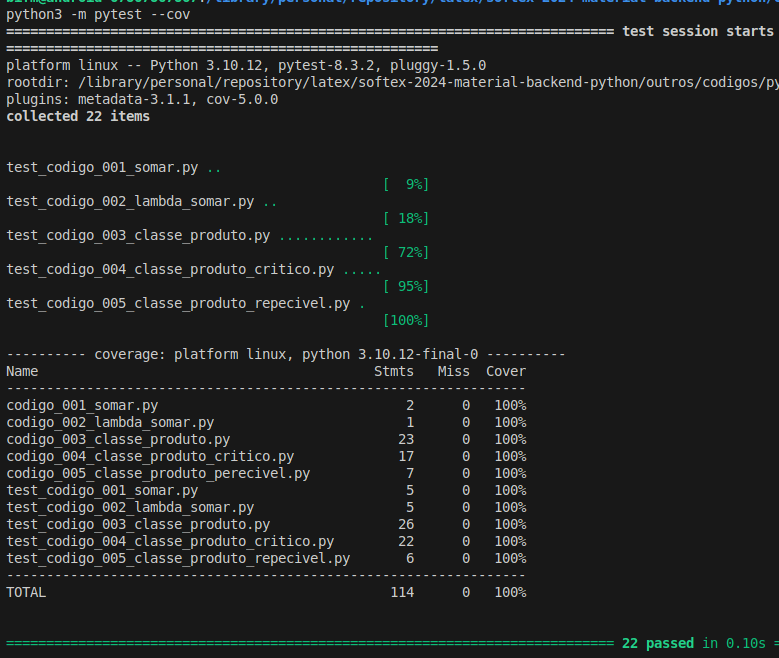 python3 -m pytest --cov
============================================================================ test session starts
======================================================
platform linux -- Python 3.10.12, pytest-8.3.2, pluggy-1.5.0
rootdir: /library/personal/repository/latex/softex-2024-material-backend-python/outros/codigos/py
plugins: metadata-3.1.1, cov-5.0.0
collected 22 items
test_codigo_001_somar.py ..
[  9%]
test_codigo_002_lambda_somar.py ..
[ 18%]
test_codigo_003_classe_produto.py ............
[ 72%]
test_codigo_004_classe_produto_critico.py .....
[ 95%]
test_codigo_005_classe_produto_repecivel.py .
[100%]
---------- coverage: platform linux, python 3.10.12-final-0 ----------
Name                                          Stmts   Miss  Cover
-----------------------------------------------------------------
codigo_001_somar.py                               2      0   100%
codigo_002_lambda_somar.py                        1      0   100%
codigo_003_classe_produto.py                     23      0   100%
codigo_004_classe_produto_critico.py             17      0   100%
codigo_005_classe_produto_perecivel.py            7      0   100%
test_codigo_001_somar.py                          5      0   100%
test_codigo_002_lambda_somar.py                   5      0   100%
test_codigo_003_classe_produto.py                26      0   100%
test_codigo_004_classe_produto_critico.py        22      0   100%
test_codigo_005_classe_produto_repecivel.py       6      0   100%
-----------------------------------------------------------------
TOTAL                                           114      0   100%
============================================================================ 22 passed in 0.10s =